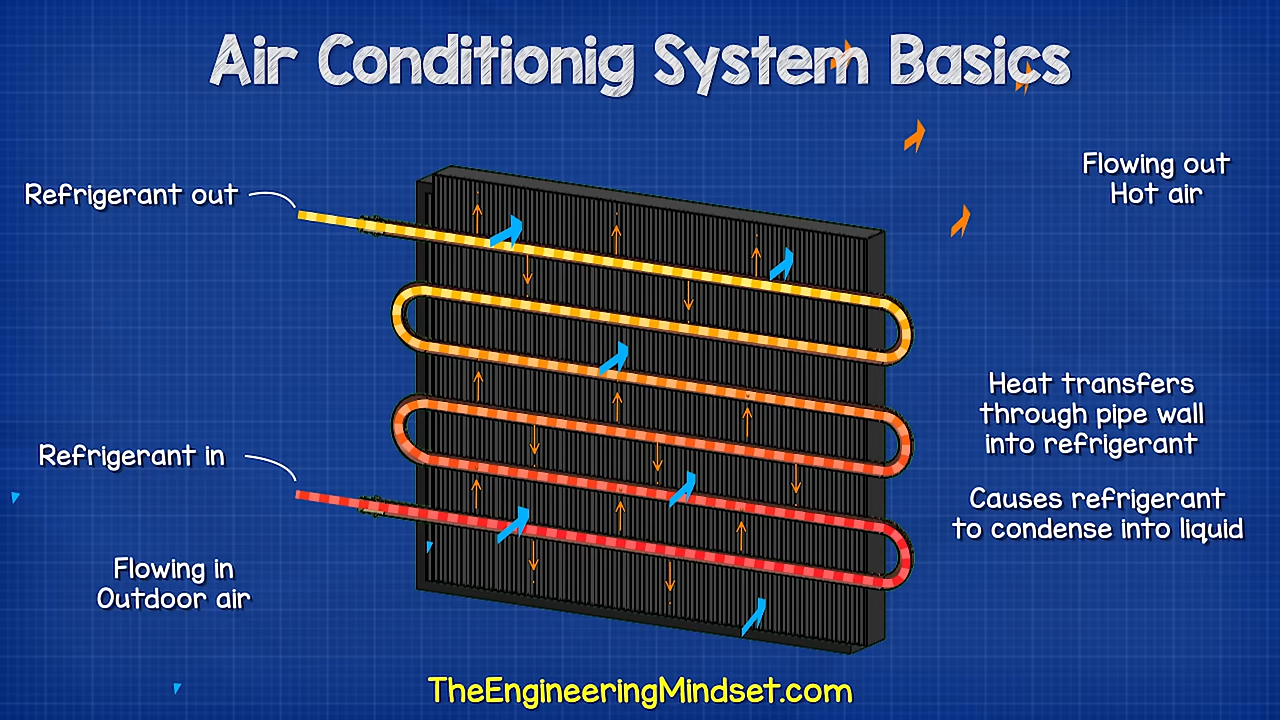 Air Conditionig System Basics
Refrigerant out
Flowing out
Hot air
Heat transfers
through pipe wall
into refrigerant
Refrigerant in
Causes refrigerant
to condense into liquid
Flowing in
Outdoor air
TheEngineeringMindset.com